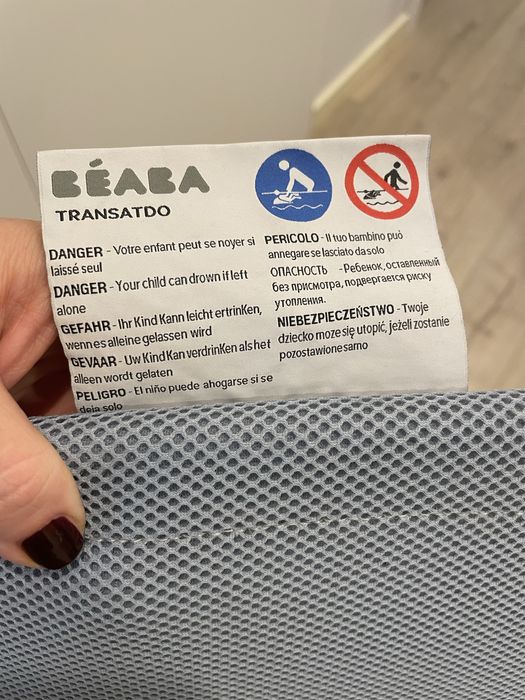 BÉABA
TRANSATDO
DANGER - Votre enfant peut se noyer si
laissé seul
DANGER - Your child can drown if left
alone
GEFAHR - Ihr Kind Kann leicht ertrinKen,
wenn es alleine gelassen wird
GEVAAR - Uw Kind Kan verdrinKen als het
alleen wordt gelaten
PELIGRO - El niño puede ahogarse si se
deja solo
PERICOLO - Il tuo bambino può
annegare se lasciato da solo
ОПАСНОСТЬ - Ребенок, оставленный
без присмотра, подвергается риску
утопления.
NIEBEZPIECZEŃSTWO - Twoje
dziecko moze się utopić, jeżeli zostanie
pozostawione samo